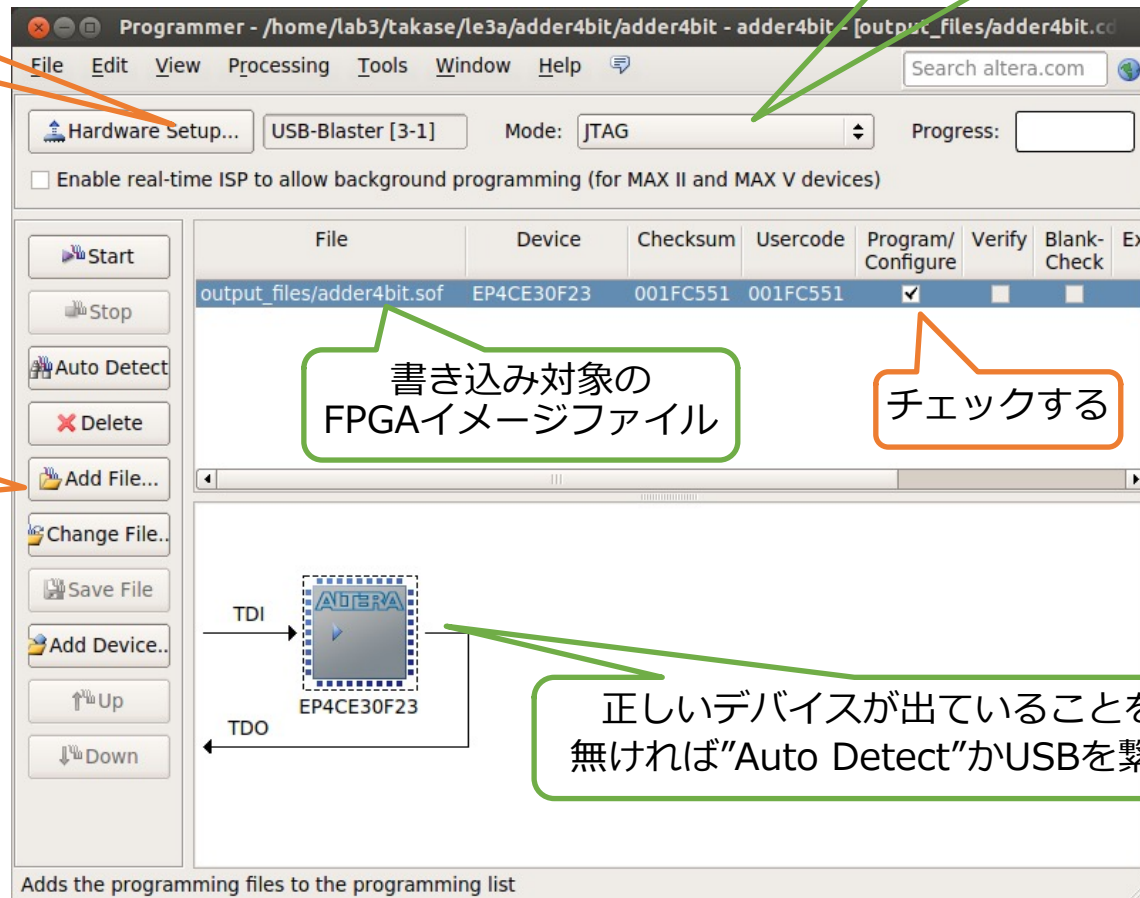 Programmer - /home/lab3/takase/le3a/adder4bit/adder4bit - adder4bit - [output_files/adder4bit.cd
File Edit View Processing Tools Window Help
Search altera.com
Hardware Setup... USB-Blaster [3-1] Mode: JTAG Progress:
Enable real-time ISP to allow background programming (for MAX II and MAX V devices)
Start
Stop
Auto Detect
Delete
Add File...
Change File..
Save File
Add Device..
Up
Down
File Device Checksum Usercode Program/ Verify Blank- Ex
Configure Check
output_files/adder4bit.sof EP4CE30F23 001FC551 001FC551
書き込み対象の
FPGAイメージファイル
チェックする
TDI
ALTERA
EP4CE30F23
TDO
正しいデバイスが出ていることを
無ければ”Auto Detect”かUSBを繋
Adds the programming files to the programming list